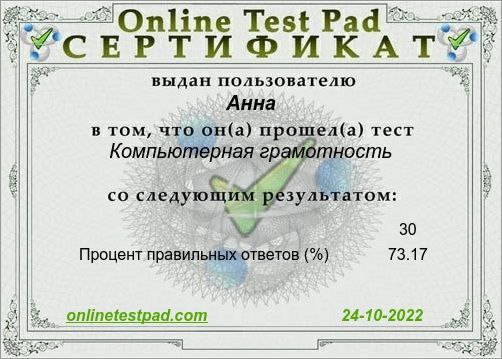 Online Test Pad
СЕРТИФИКАТ
выдан пользователю
Анна
в том, что он(а) прошел(а) тест
Компьютерная грамотность
со следующим результатом:
30
Процент правильных ответов (%) 73.17
onlinetestpad.com 24-10-2022